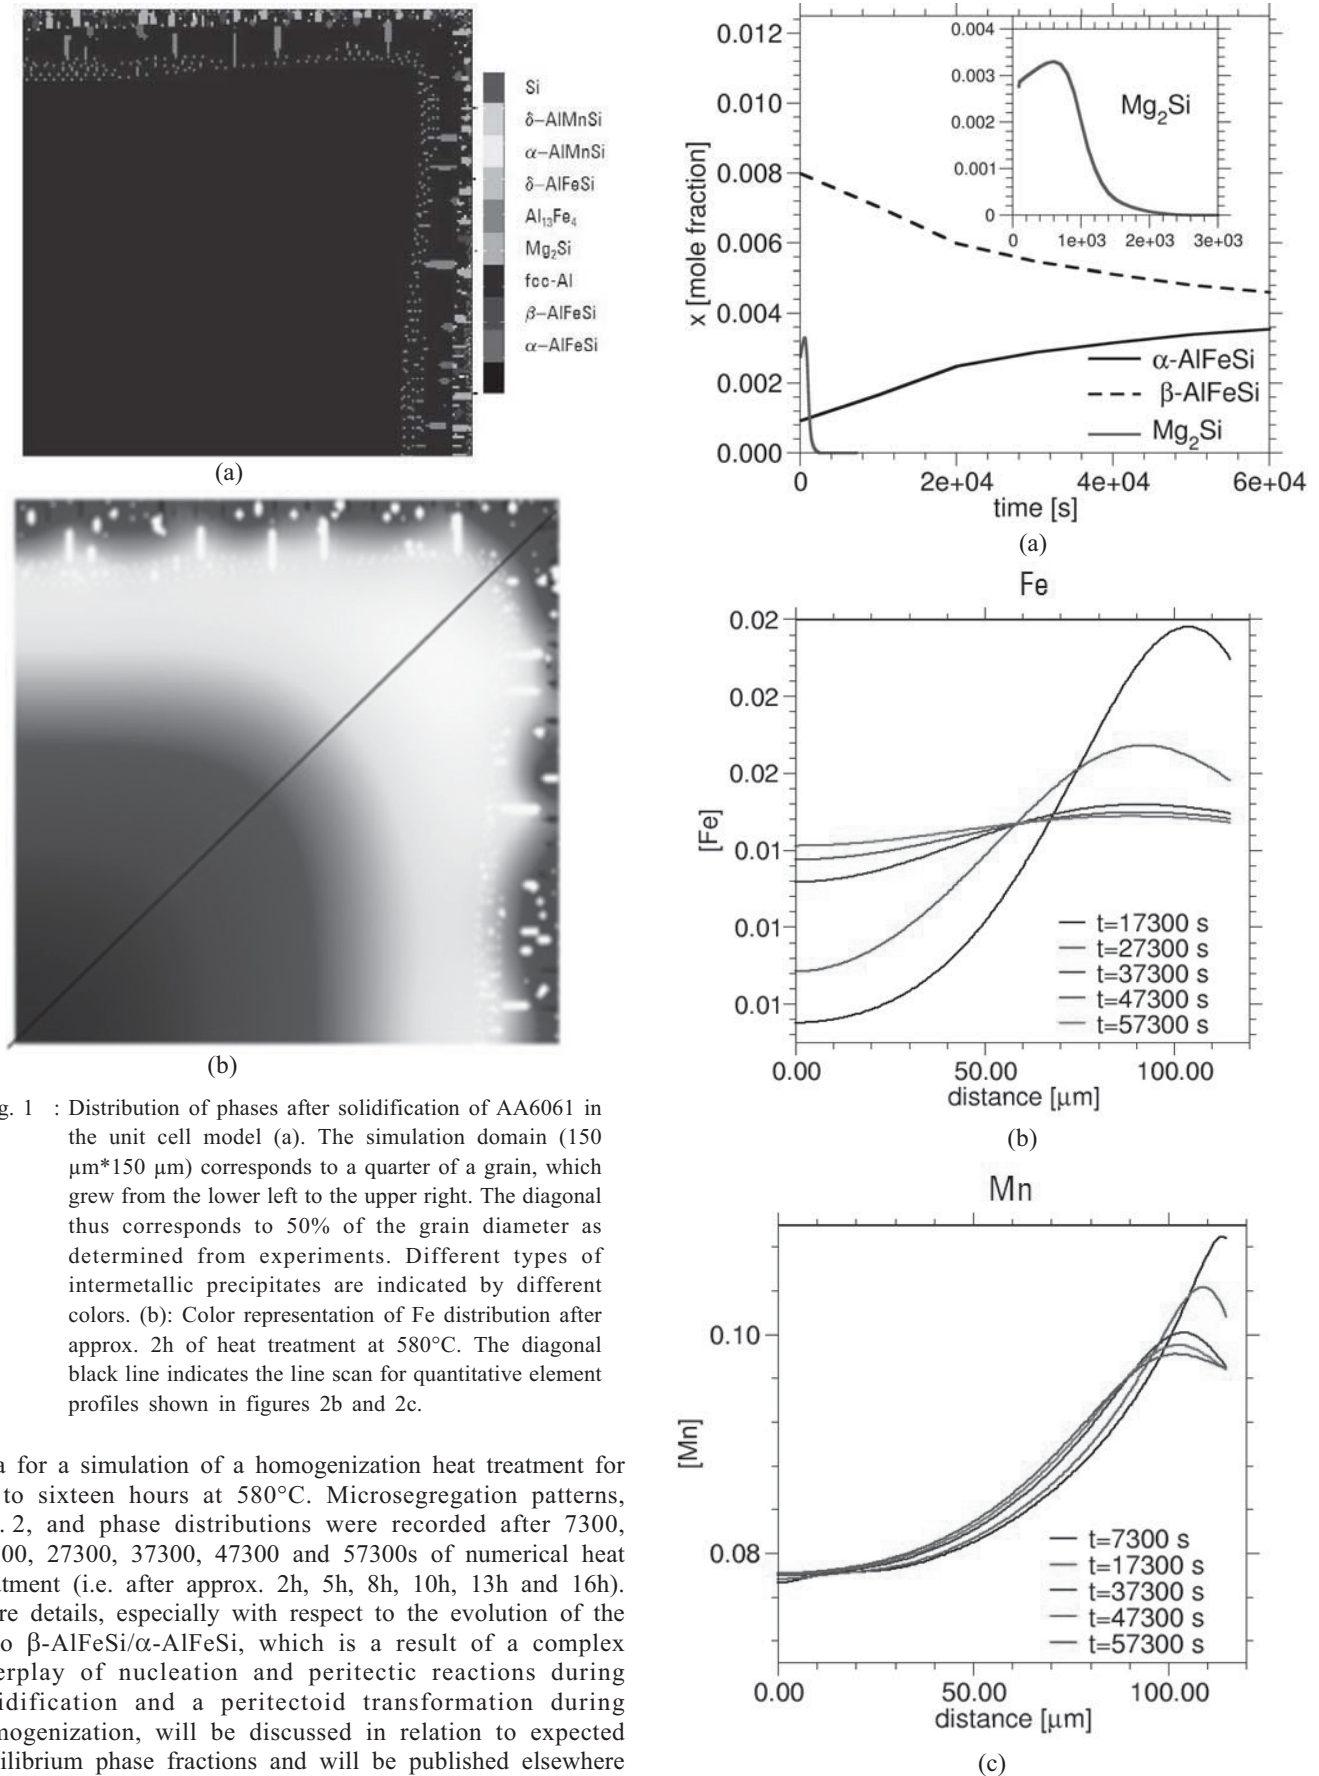 Si
δ–AlMnSi
α–AlMnSi
δ–AlFeSi
Al13Fe4
Mg2Si
fcc-Al
β–AlFeSi
α–AlFeSi
(a)
(b)
g. 1 : Distribution of phases after solidification of AA6061 in
the unit cell model (a). The simulation domain (150
µm*150 µm) corresponds to a quarter of a grain, which
grew from the lower left to the upper right. The diagonal
thus corresponds to 50% of the grain diameter as
determined from experiments. Different types of
intermetallic precipitates are indicated by different
colors. (b): Color representation of Fe distribution after
approx. 2h of heat treatment at 580°C. The diagonal
black line indicates the line scan for quantitative element
profiles shown in figures 2b and 2c.
a for a simulation of a homogenization heat treatment for
to sixteen hours at 580°C. Microsegregation patterns,
. 2, and phase distributions were recorded after 7300,
00, 27300, 37300, 47300 and 57300s of numerical heat
atment (i.e. after approx. 2h, 5h, 8h, 10h, 13h and 16h).
re details, especially with respect to the evolution of the
o β-AlFeSi/α-AlFeSi, which is a result of a complex
erplay of nucleation and peritectic reactions during
idification and a peritectoid transformation during
mogenization, will be discussed in relation to expected
ilibrium phase fractions and will be published elsewhere
x [mole fraction]
0.012
0.010
0.008
0.006
0.004
0.002
0.000
0.004
0.003
0.002
0.001
0
Mg2Si
0 1e+03 2e+03 3e+03
α-AlFeSi
β-AlFeSi
Mg2Si
0 2e+04 4e+04 6e+04
time [s]
(a)
Fe
[Fe]
0.02
0.02
0.02
0.01
0.01
0.01
t=17300 s
t=27300 s
t=37300 s
t=47300 s
t=57300 s
0.00 50.00 100.00
distance [µm]
(b)
Mn
[Mn]
0.10
0.08
t=7300 s
t=17300 s
t=37300 s
t=47300 s
t=57300 s
0.00 50.00 100.00
distance [µm]
(c)